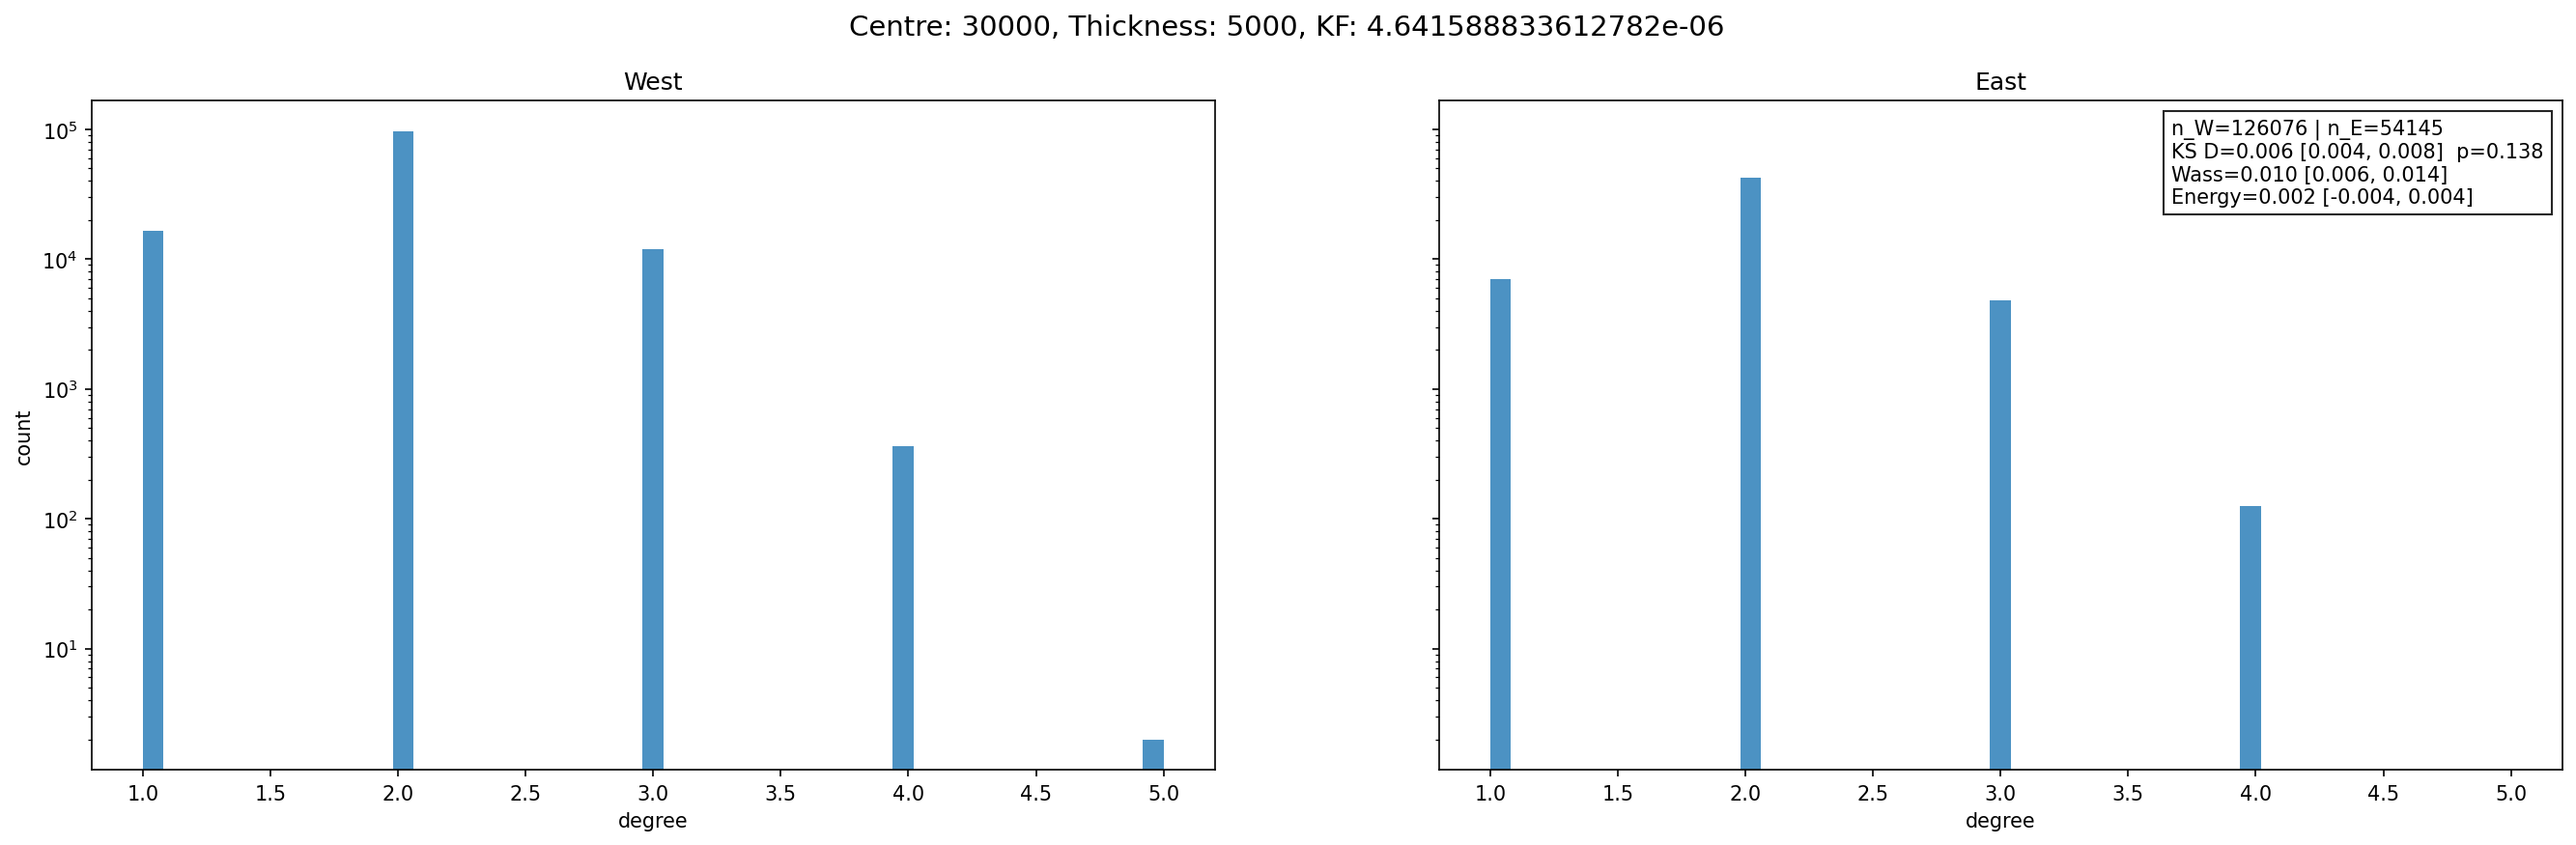 Centre: 30000, Thickness: 5000, KF: 4.641588833612782e-06
West
10⁵
10⁴
10³
10²
10¹
count
1.0 1.5 2.0 2.5 3.0 3.5 4.0 4.5 5.0
degree
East
n_W=126076 | n_E=54145
KS D=0.006 [0.004, 0.008]  p=0.138
Wass=0.010 [0.006, 0.014]
Energy=0.002 [-0.004, 0.004]
1.0 1.5 2.0 2.5 3.0 3.5 4.0 4.5 5.0
degree